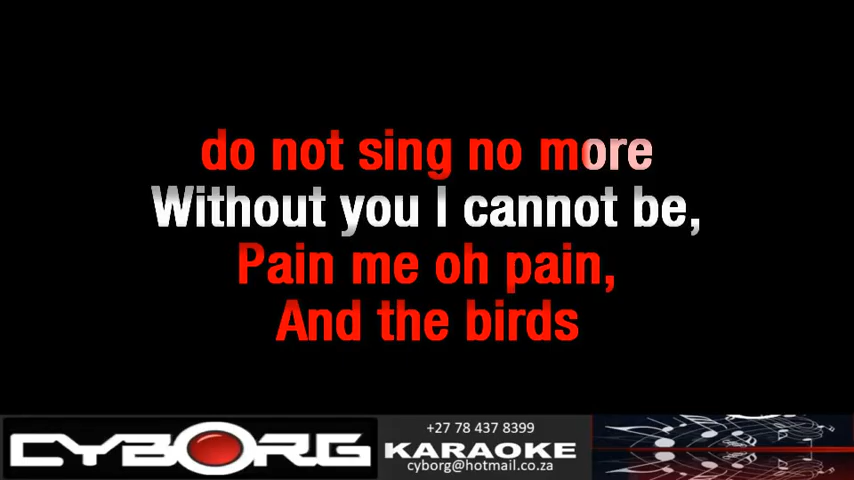 do not sing no more
Without you I cannot be,
Pain me oh pain,
And the birds
CYBORG
+27 78 437 8399
KARAOKE
cyborg@hotmail.co.za